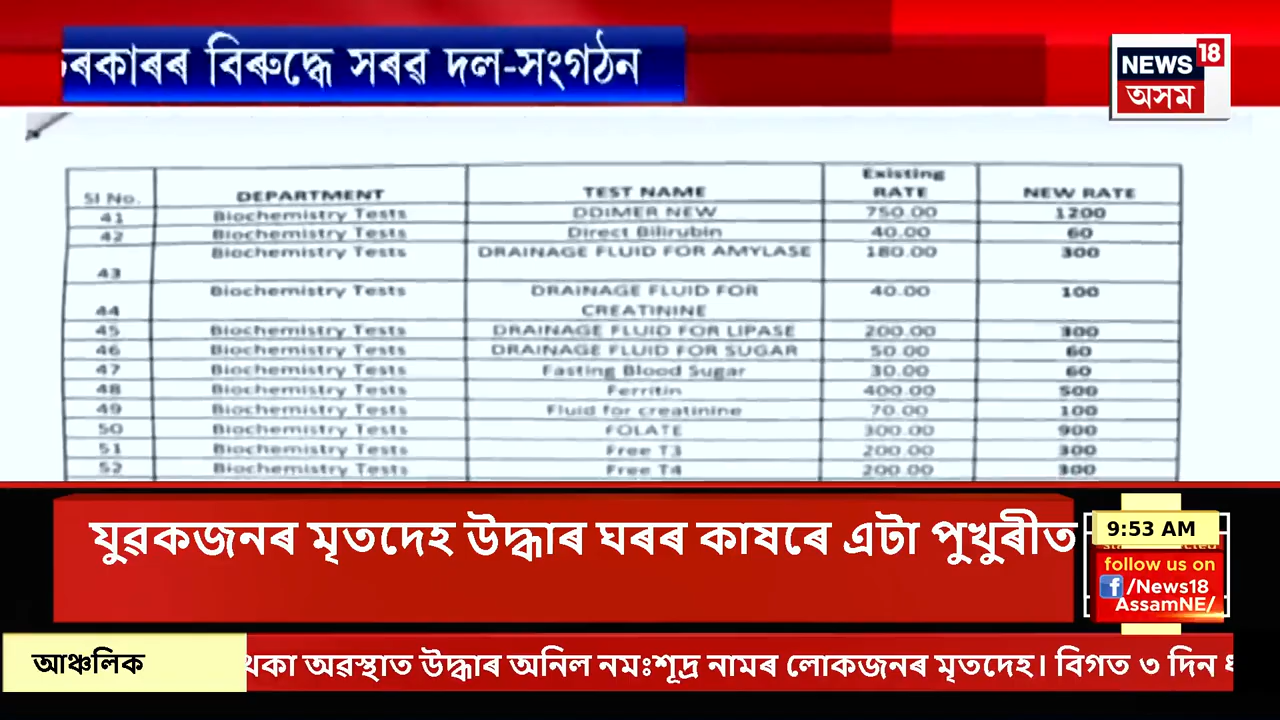 ৰকাৰৰ বিৰুদ্ধে সৰৱ দল-সংগঠন
NEWS 18
অসম
SI No. DEPARTMENT TEST NAME Existing RATE NEW RATE
41 Biochemistry Tests DDIMER NEW 750.00 1200
42 Biochemistry Tests Direct Bilirubin 40.00 60
43 Biochemistry Tests DRAINAGE FLUID FOR AMYLASE 180.00 300
44 Biochemistry Tests DRAINAGE FLUID FOR CREATININE 40.00 100
45 Biochemistry Tests DRAINAGE FLUID FOR LIPASE 200.00 300
46 Biochemistry Tests DRAINAGE FLUID FOR SUGAR 50.00 60
47 Biochemistry Tests Fasting Blood Sugar 30.00 60
48 Biochemistry Tests Ferritin 400.00 500
49 Biochemistry Tests Fluid for creatinine 70.00 100
50 Biochemistry Tests FOLATE 300.00 900
51 Biochemistry Tests Free T3 200.00 300
52 Biochemistry Tests Free T4 200.00 300
যুৱকজনৰ মৃতদেহ উদ্ধাৰ ঘৰৰ কাষৰে এটা পুখুৰীত
9:53 AM
follow us on
/News18
AssamNE/
আঞ্চলিক
থকা অৱস্থাত উদ্ধাৰ অনিল নমঃশূদ্ৰ নামৰ লোকজনৰ মৃতদেহ। বিগত ৩ দিন